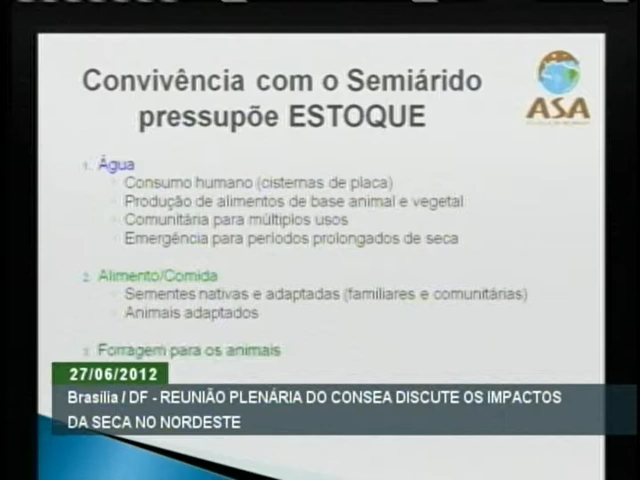 Convivência com o Semiárido
pressupõe ESTOQUE
ASA
1. Água
Consumo humano (cisternas de placa)
Produção de alimentos de base animal e vegetal
Comunitária para múltiplos usos
Emergência para períodos prolongados de seca
2. Alimento/Comida
Sementes nativas e adaptadas (familiares e comunitárias)
Animais adaptados
3. Forragem para os animais
27/06/2012
Brasília / DF - REUNIÃO PLENÁRIA DO CONSEA DISCUTE OS IMPACTOS
DA SECA NO NORDESTE